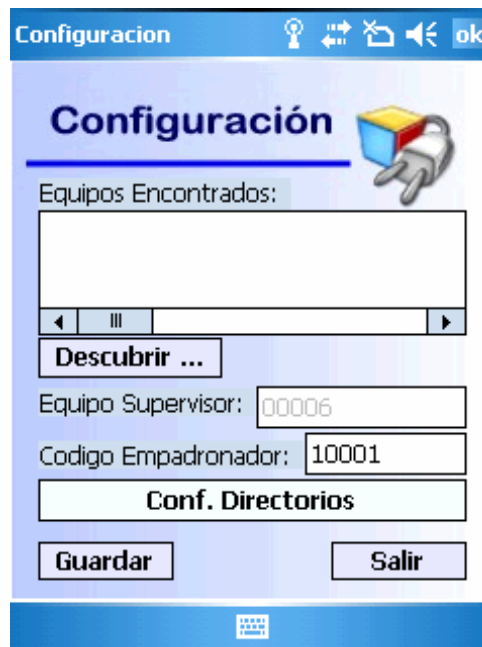 Configuracion ok
Configuración
Equipos Encontrados:
Descubrir ...
Equipo Supervisor: 00006
Codigo Empadronador: 10001
Conf. Directorios
Guardar Salir